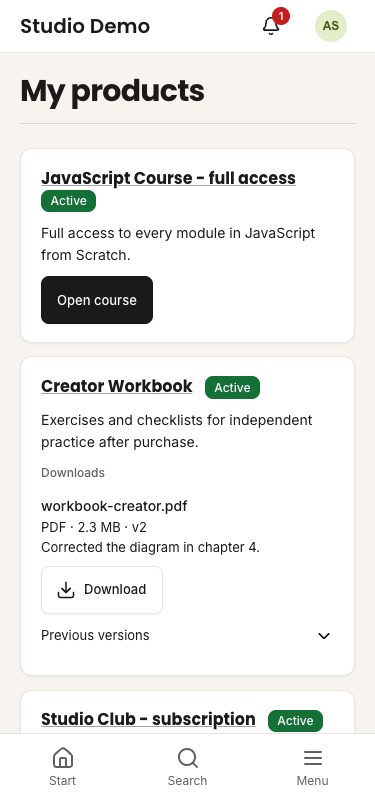 Studio Demo
1
AS
My products
JavaScript Course – full access
Active
Full access to every module in JavaScript
from Scratch.
Open course
Creator Workbook Active
Exercises and checklists for independent
practice after purchase.
Downloads
workbook-creator.pdf
PDF · 2.3 MB · v2
Corrected the diagram in chapter 4.
Download
Previous versions
Studio Club – subscription Active
Start Search Menu